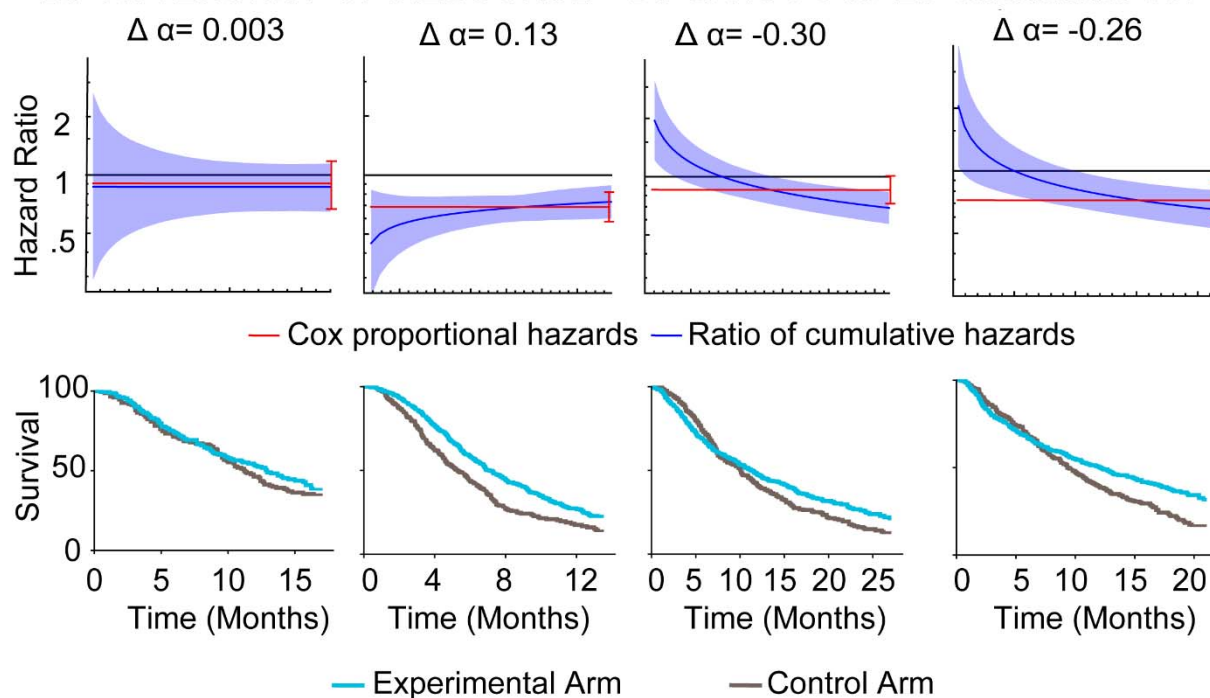 Δ α= 0.003 Δ α= 0.13 Δ α= -0.30 Δ α= -0.26
Hazard Ratio
2
1
.5
Cox proportional hazards Ratio of cumulative hazards
Survival
100
50
0
0 5 10 15 0 4 8 12 0 5 10 15 20 25 0 5 10 15 20
Time (Months) Time (Months) Time (Months) Time (Months)
Experimental Arm Control Arm